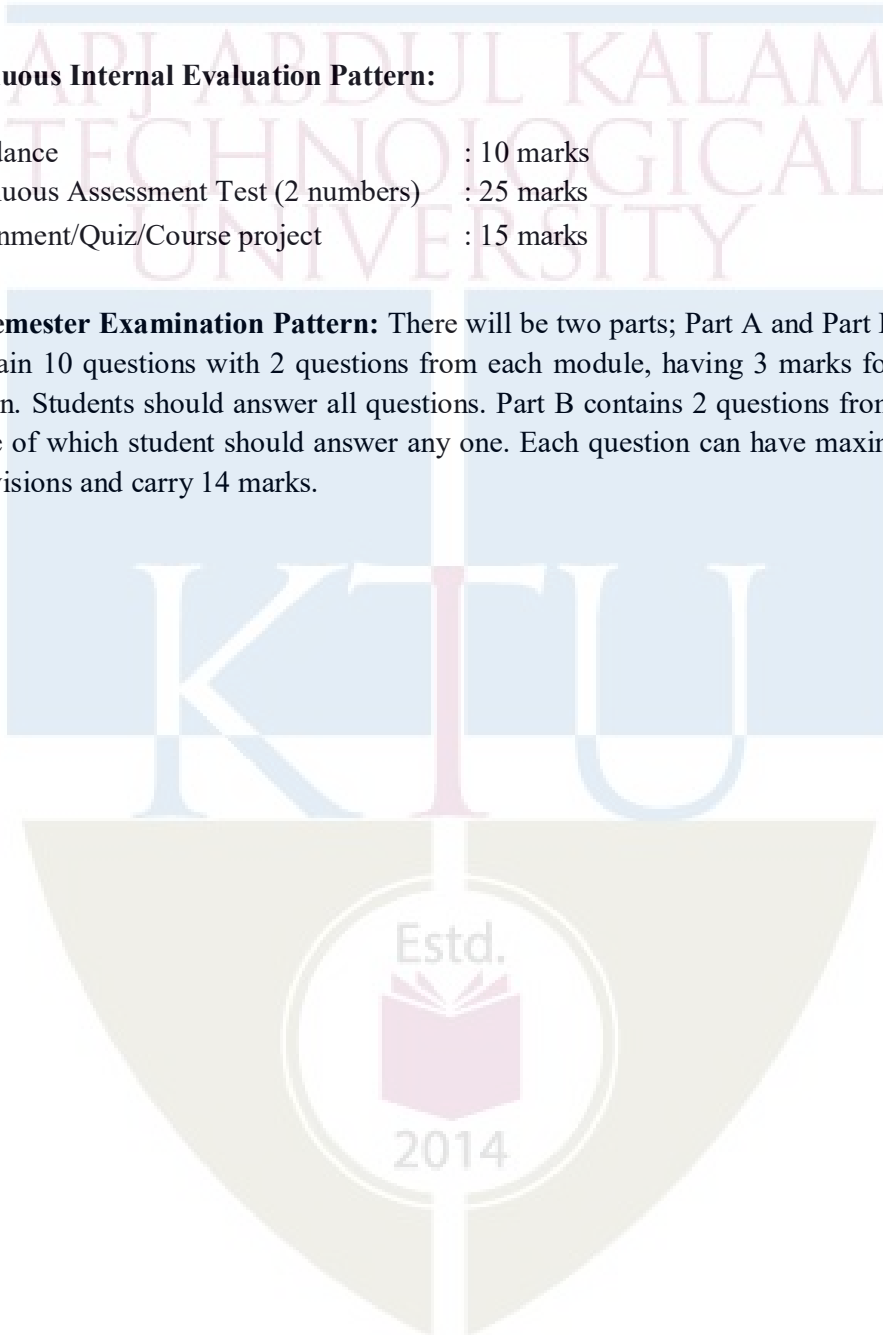 APJ ABDUL KALAM
TECHNOLOGICAL
UNIVERSITY
uous Internal Evaluation Pattern:
dance : 10 marks
uous Assessment Test (2 numbers) : 25 marks
nment/Quiz/Course project : 15 marks
emester Examination Pattern: There will be two parts; Part A and Part
ain 10 questions with 2 questions from each module, having 3 marks fo
n. Students should answer all questions. Part B contains 2 questions from
e of which student should answer any one. Each question can have maxin
visions and carry 14 marks.
KTU
Estd.
2014